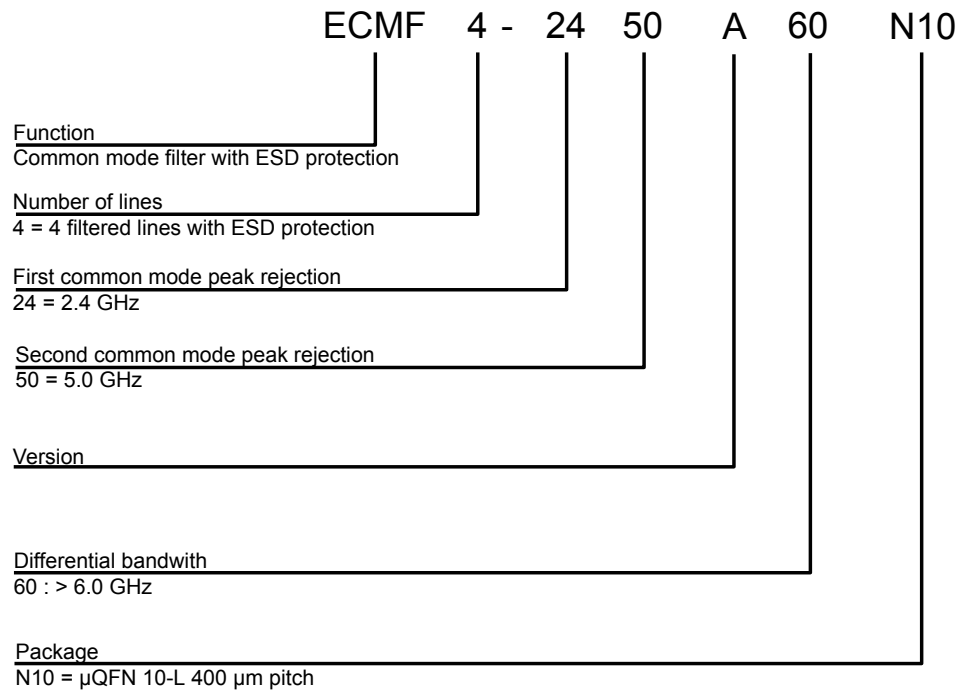 ECMF 4 - 24 50 A 60 N10
Function
Common mode filter with ESD protection
Number of lines
4 = 4 filtered lines with ESD protection
First common mode peak rejection
24 = 2.4 GHz
Second common mode peak rejection
50 = 5.0 GHz
Version
Differential bandwith
60 : > 6.0 GHz
Package
N10 = µQFN 10-L 400 µm pitch